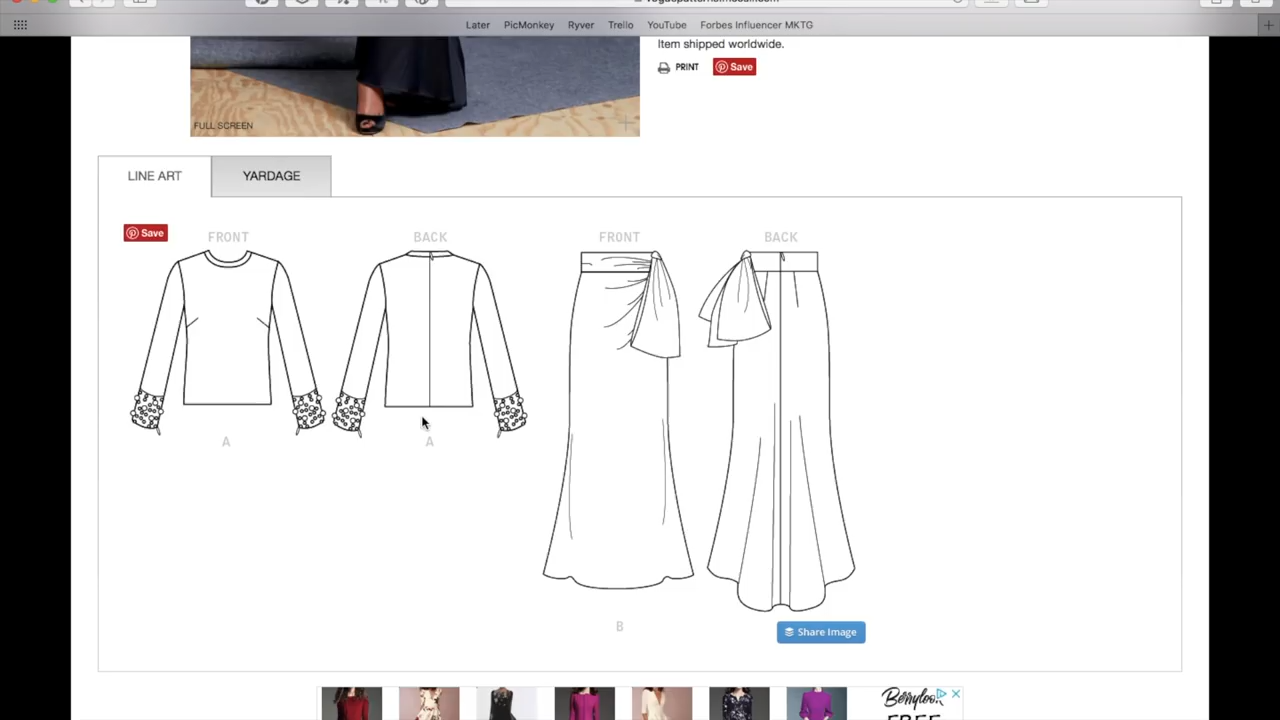 Later PicMonkey Ryver Trello YouTube Forbes Influencer MKTG
Item shipped worldwide.
PRINT Save
FULL SCREEN
LINE ART YARDAGE
Save
FRONT BACK FRONT BACK
A A
B
Share Image
FREE